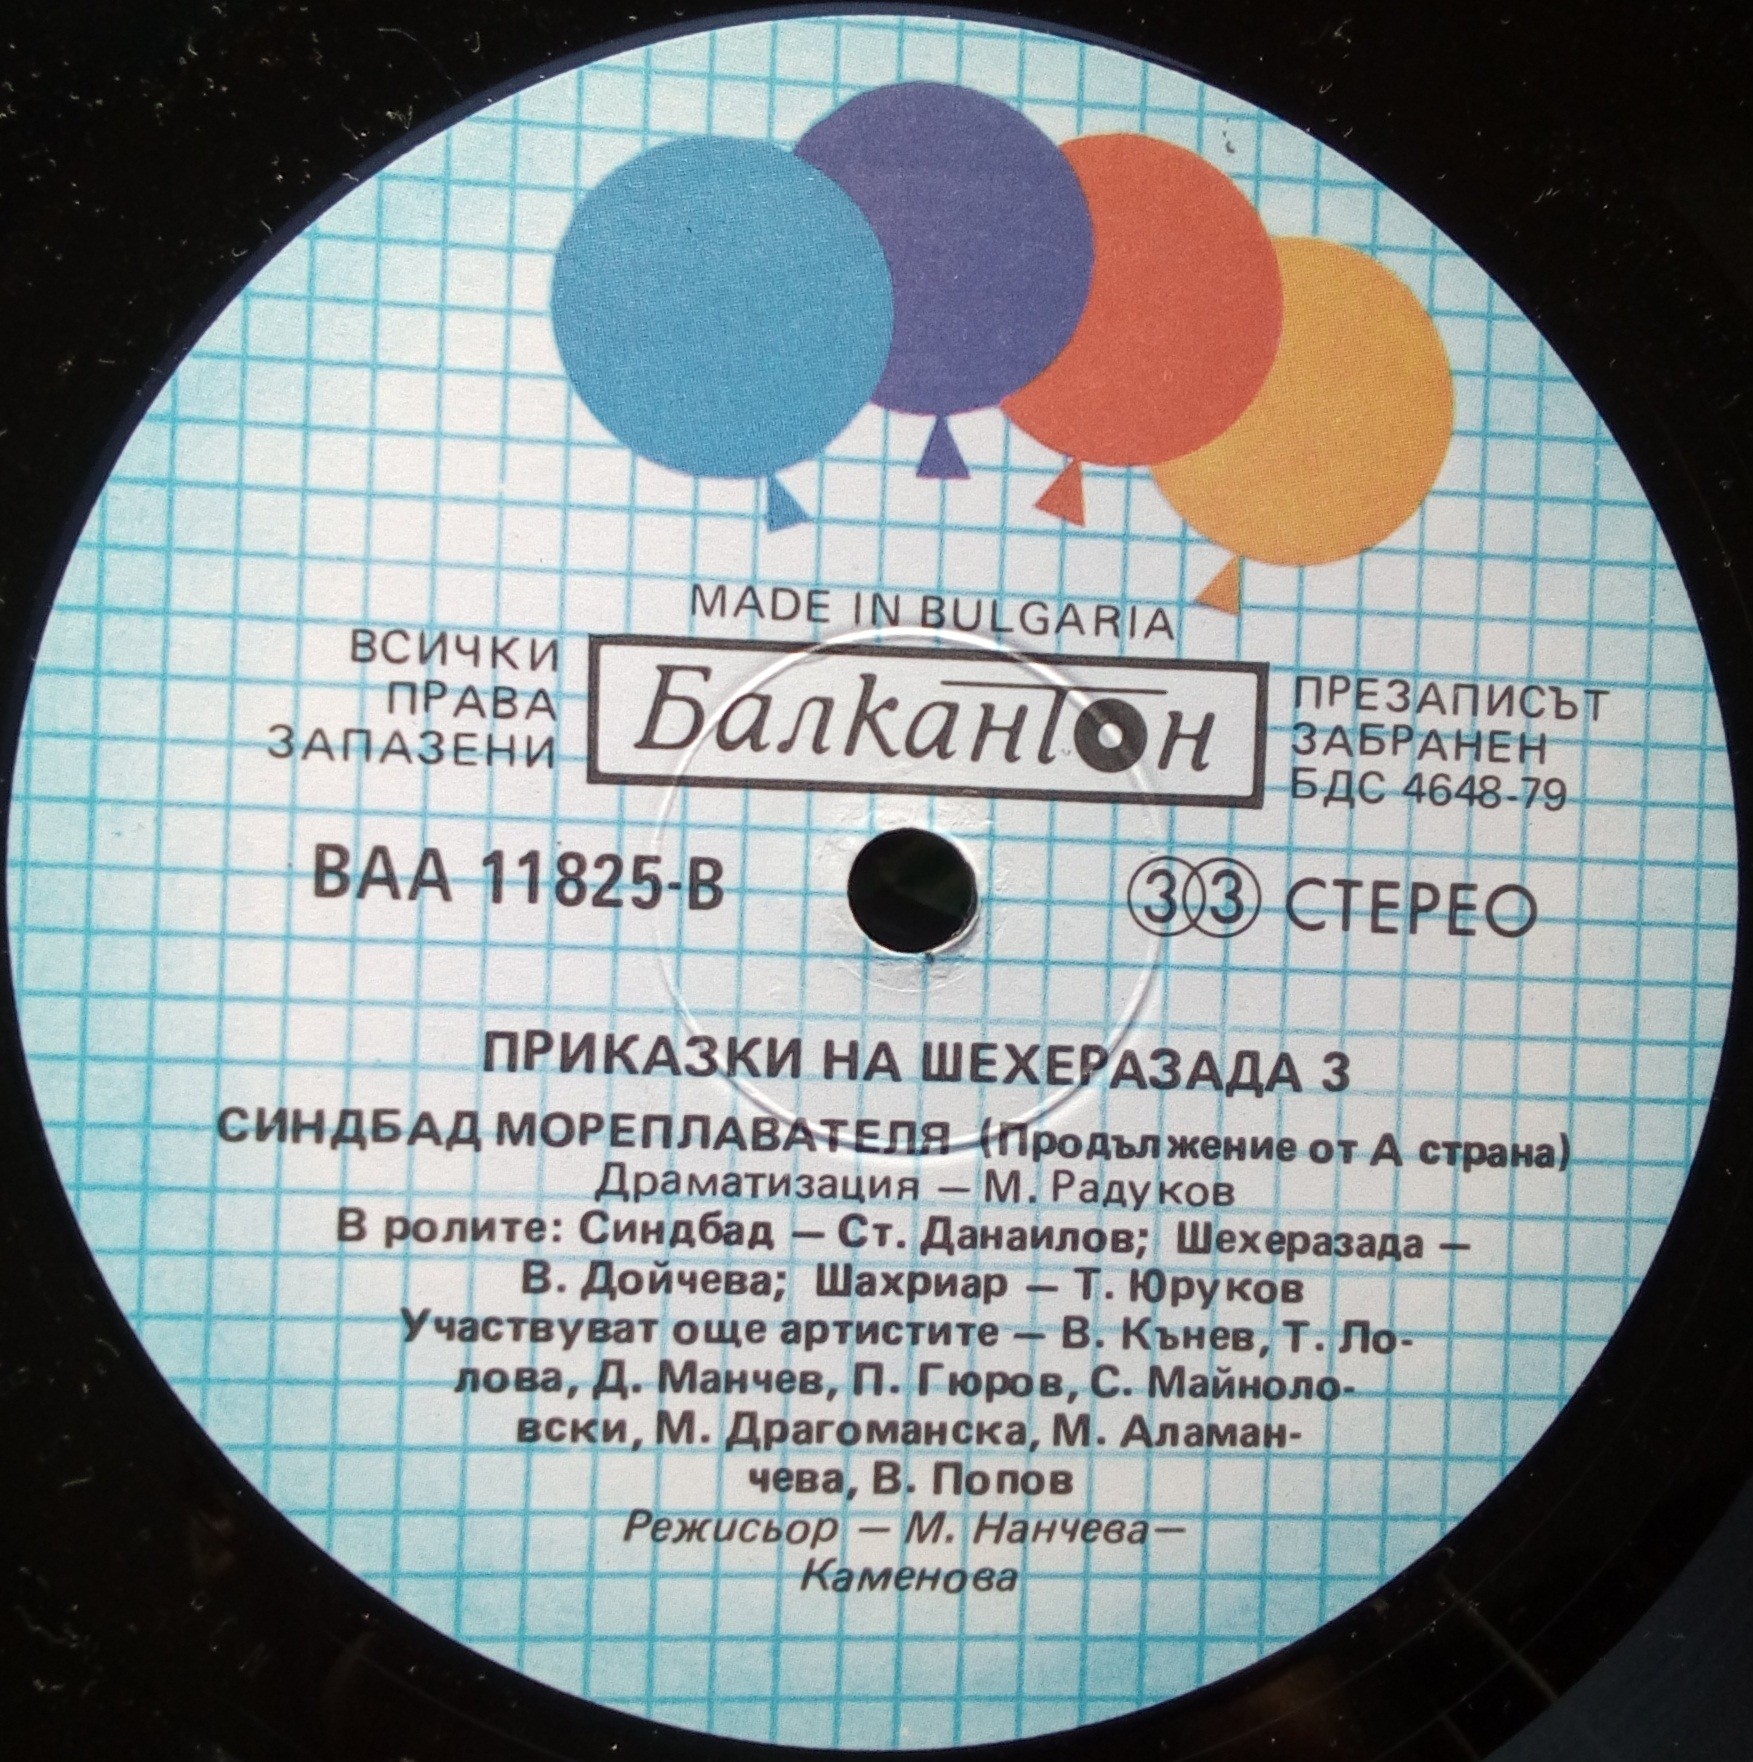 MADE IN BULGARIA
ВСИЧКИ
ПРАВА
ЗАПАЗЕНИ
Балкантон
ПРЕЗАПИСЪТ
ЗАБРАНЕН
БДС 4648-79
ВАА 11825-В
33 СТЕРЕО
ПРИКАЗКИ НА ШЕХЕРАЗАДА 3
СИНДБАД МОРЕПЛАВАТЕЛЯ (Продължение от А страна)
Драматизация — М. Радуков
В ролите: Синдбад — Ст. Данаилов; Шехеразада —
В. Дойчева; Шахриар — Т. Юруков
Участвуват още артистите — В. Кънев, Т. Ло-
лова, Д. Манчев, П. Гюров, С. Майноло-
вски, М. Драгоманска, М. Аламан-
чева, В. Попов
Режисьор — М. Нанчева—
Каменова